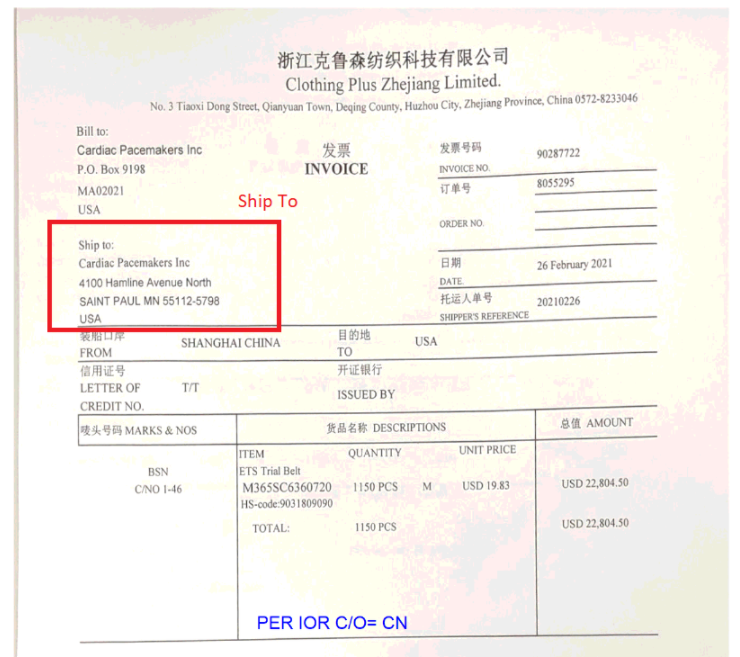 浙江克鲁森纺织科技有限公司
Clothing Plus Zhejiang Limited.
No. 3 Tiaoxi Dong Street, Qianyuan Town, Deqing County, Huzhou City, Zhejiang Province, China 0572-8233046
Bill to:
Cardiac Pacemakers Inc
P.O. Box 9198
MA02021
USA
发票
INVOICE
发票号码
INVOICE NO.
90287722
订单号
8055295
ORDER NO.
Ship To
Ship to:
Cardiac Pacemakers Inc
4100 Hamline Avenue North
SAINT PAUL MN 55112-5798
USA
日期
DATE
26 February 2021
托运人单号
SHIPPER'S REFERENCE
20210226
装船口岸
FROM
SHANGHAI CHINA
目的地
TO
USA
信用证号
LETTER OF
CREDIT NO.
T/T
开证银行
ISSUED BY
唛头号码 MARKS & NOS
货品名称 DESCRIPTIONS
总值 AMOUNT
ITEM QUANTITY UNIT PRICE
BSN
C/NO 1-46
ETS Trial Belt
M365SC6360720 1150 PCS M USD 19.83 USD 22,804.50
HS-code:9031809090
TOTAL: 1150 PCS USD 22,804.50
PER IOR C/O= CN